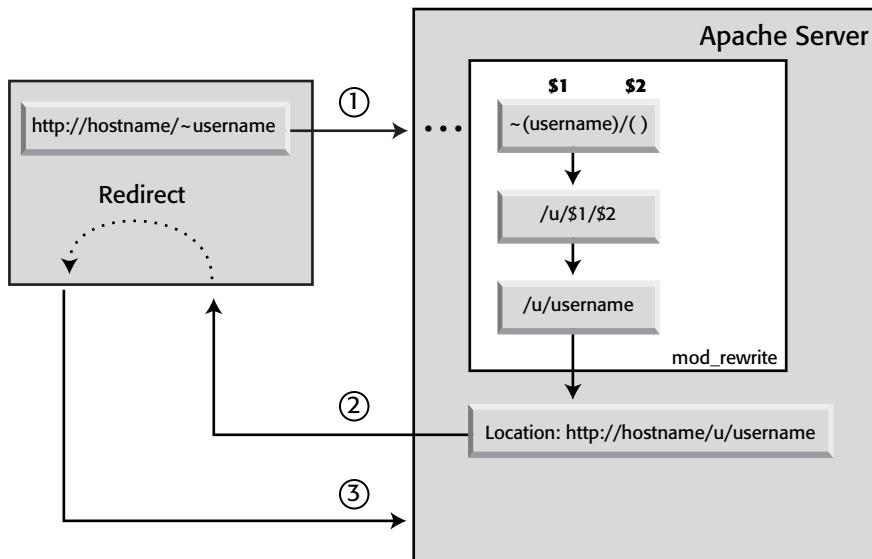 Apache Server
$1 $2
① 
http://hostname/~username
• • •
~(username)/( )
Redirect
/u/$1/$2
/u/username
mod_rewrite
②
Location: http://hostname/u/username
③